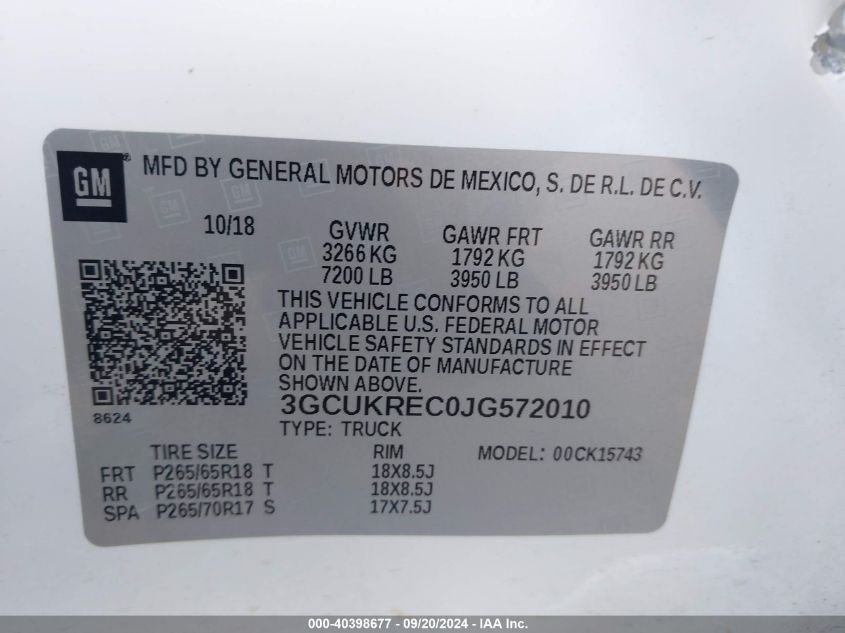 GM® MFD BY GENERAL MOTORS DE MEXICO, S. DE R.L. DE C.V.
10/18 GVWR GAWR FRT GAWR RR
3266 KG 1792 KG 1792 KG
7200 LB 3950 LB 3950 LB
THIS VEHICLE CONFORMS TO ALL
APPLICABLE U.S. FEDERAL MOTOR
VEHICLE SAFETY STANDARDS IN EFFECT
ON THE DATE OF MANUFACTURE
SHOWN ABOVE.
8624 3GCUKREC0JG572010
TYPE: TRUCK
TIRE SIZE RIM MODEL: 00CK15743
FRT P265/65R18 T 18X8.5J
RR P265/65R18 T 18X8.5J
SPA P265/70R17 S 17X7.5J
000-40398677 - 09/20/2024 - IAA Inc.